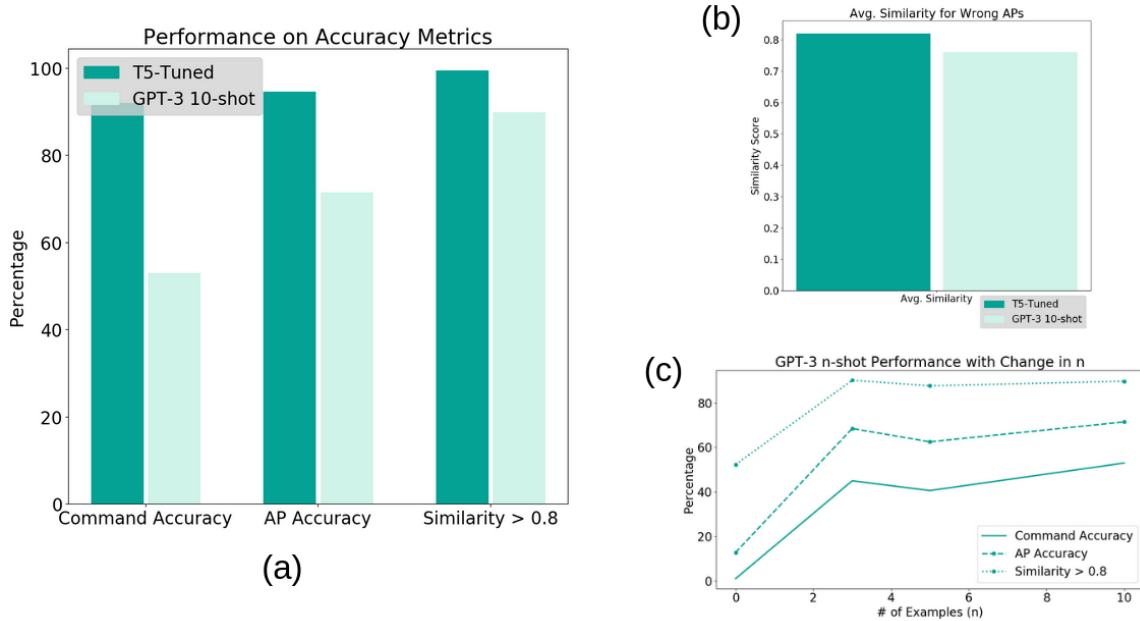 (a)
Performance on Accuracy Metrics
T5-Tuned
GPT-3 10-shot
Percentage
100
80
60
40
20
0
Command Accuracy
AP Accuracy
Similarity > 0.8
(b)
Avg. Similarity for Wrong APs
Similarity Score
0.8
0.7
0.6
0.5
0.4
0.3
0.2
0.1
0.0
Avg. Similarity
T5-Tuned
GPT-3 10-shot
(c)
GPT-3 n-shot Performance with Change in n
Percentage
80
60
40
20
0
Command Accuracy
AP Accuracy
Similarity > 0.8
0 2 4 6 8 10
# of Examples (n)